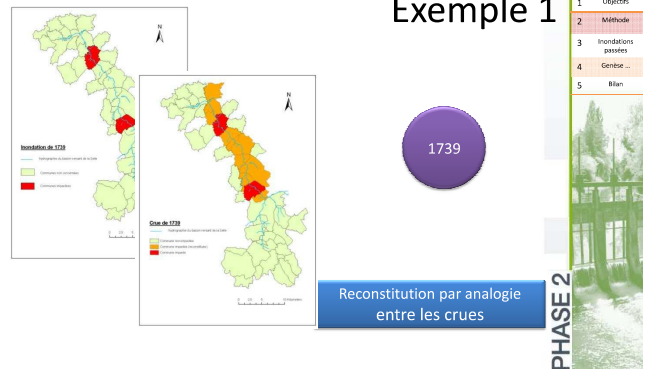 Exemple 1
1 Objectifs
2 Méthode
3 Inondations
passées
4 Genèse ...
5 Bilan
N
Inondation de 1739
N
Crue de 1739
1739
Reconstitution par analogie
entre les crues
PHASE 2